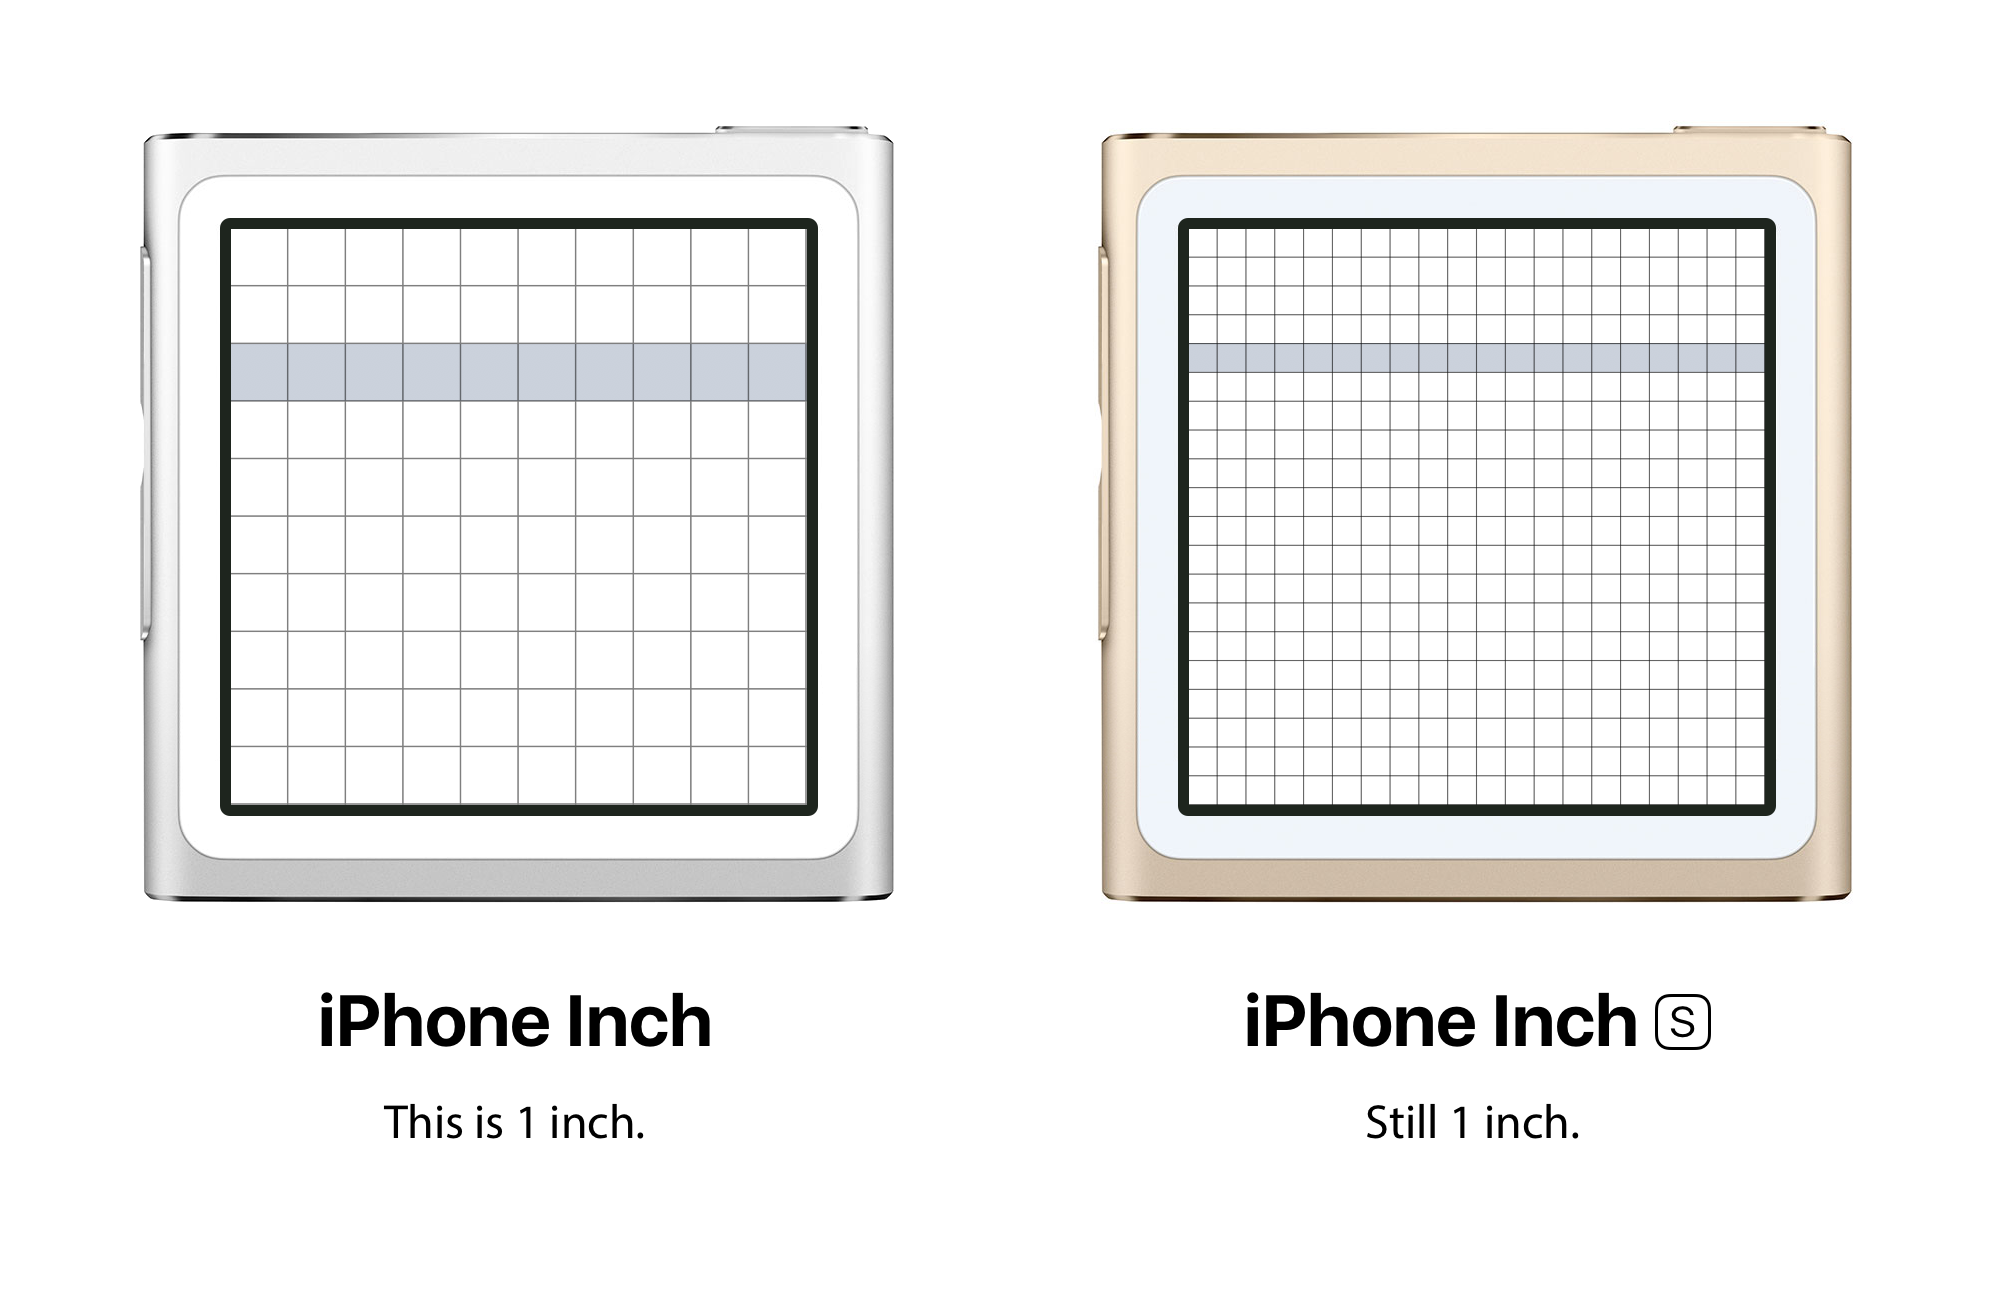 iPhone Inch
This is 1 inch.
iPhone Inch S
Still 1 inch.